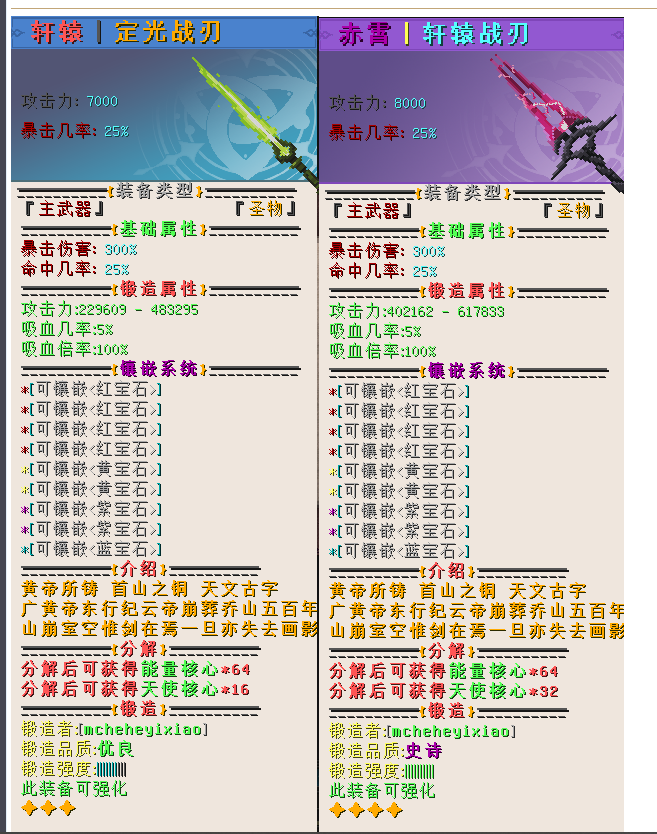 轩辕 | 定光战刃
攻击力: 7000
暴击几率: 25%
{装备类型}
『主武器』 『圣物』
{基础属性}
暴击伤害: 300%
命中几率: 25%
{锻造属性}
攻击力:229609 - 483295
吸血几率:5%
吸血倍率:100%
{镶嵌系统}
*[可镶嵌<红宝石>]
*[可镶嵌<红宝石>]
*[可镶嵌<红宝石>]
*[可镶嵌<红宝石>]
*[可镶嵌<黄宝石>]
*[可镶嵌<黄宝石>]
*[可镶嵌<紫宝石>]
*[可镶嵌<紫宝石>]
*[可镶嵌<蓝宝石>]
{介绍}
黄帝所铸 首山之铜 天文古字
广黄帝东行纪云帝崩葬乔山五百年
山崩室空惟剑在焉一旦亦失去画影
{分解}
分解后可获得能量核心*64
分解后可获得天使核心*16
{锻造}
锻造者:[mcheheyixiao]
锻造品质:优良
锻造强度:||||||||||
此装备可强化
✦✦✦
赤霄 | 轩辕战刃
攻击力: 8000
暴击几率: 25%
{装备类型}
『主武器』 『圣物』
{基础属性}
暴击伤害: 300%
命中几率: 25%
{锻造属性}
攻击力:402162 - 617833
吸血几率:5%
吸血倍率:100%
{镶嵌系统}
*[可镶嵌<红宝石>]
*[可镶嵌<红宝石>]
*[可镶嵌<红宝石>]
*[可镶嵌<红宝石>]
*[可镶嵌<黄宝石>]
*[可镶嵌<黄宝石>]
*[可镶嵌<紫宝石>]
*[可镶嵌<紫宝石>]
*[可镶嵌<蓝宝石>]
{介绍}
黄帝所铸 首山之铜 天文古字
广黄帝东行纪云帝崩葬乔山五百年
山崩室空惟剑在焉一旦亦失去画影
{分解}
分解后可获得能量核心*64
分解后可获得天使核心*32
{锻造}
锻造者:[mcheheyixiao]
锻造品质:史诗
锻造强度:||||||||||
此装备可强化
✦✦✦✦